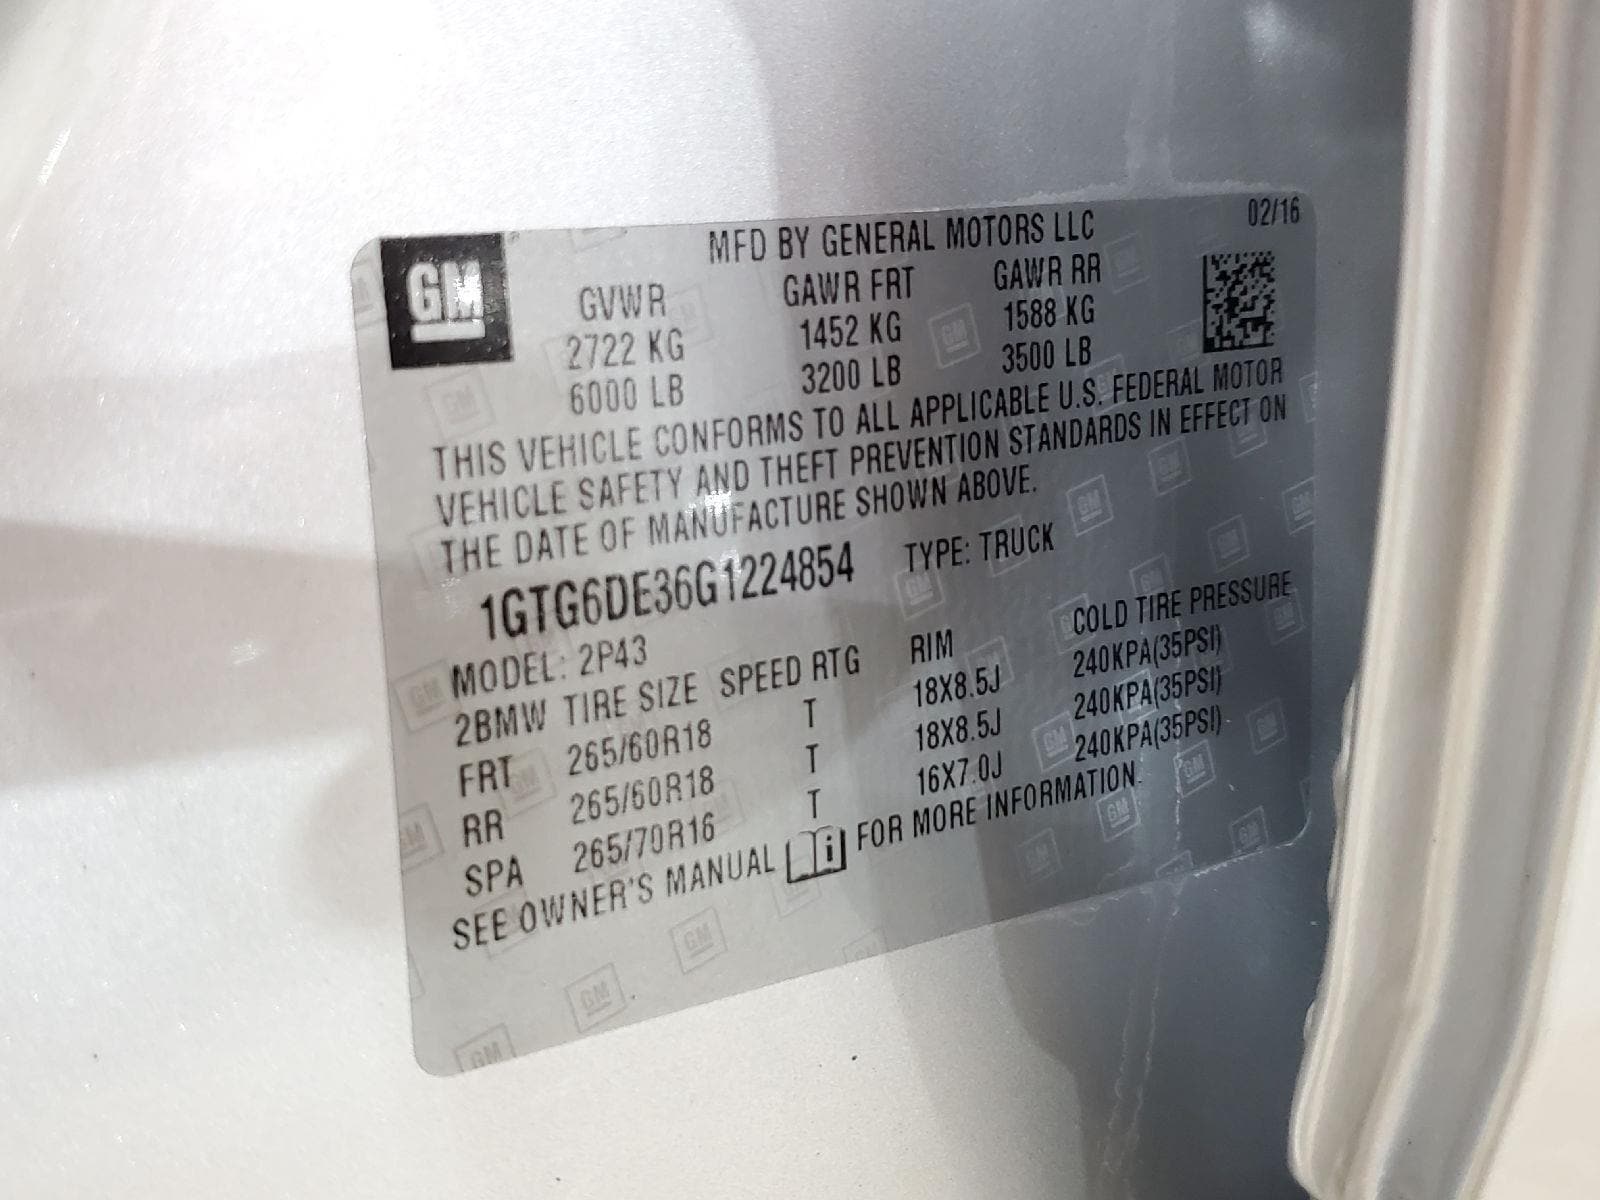 02/16
GM
MFD BY GENERAL MOTORS LLC
GVWR GAWR FRT GAWR RR
2722 KG 1452 KG 1588 KG
6000 LB 3200 LB 3500 LB
THIS VEHICLE CONFORMS TO ALL APPLICABLE U.S. FEDERAL MOTOR
VEHICLE SAFETY AND THEFT PREVENTION STANDARDS IN EFFECT ON
THE DATE OF MANUFACTURE SHOWN ABOVE.
1GTG6DE36G1224854 TYPE: TRUCK
MODEL: 2P43
2BMW TIRE SIZE SPEED RTG RIM COLD TIRE PRESSURE
FRT 265/60R18 T 18X8.5J 240KPA(35PSI)
RR 265/60R18 T 18X8.5J 240KPA(35PSI)
SPA 265/70R16 T 16X7.0J 240KPA(35PSI)
SEE OWNER'S MANUAL i FOR MORE INFORMATION.